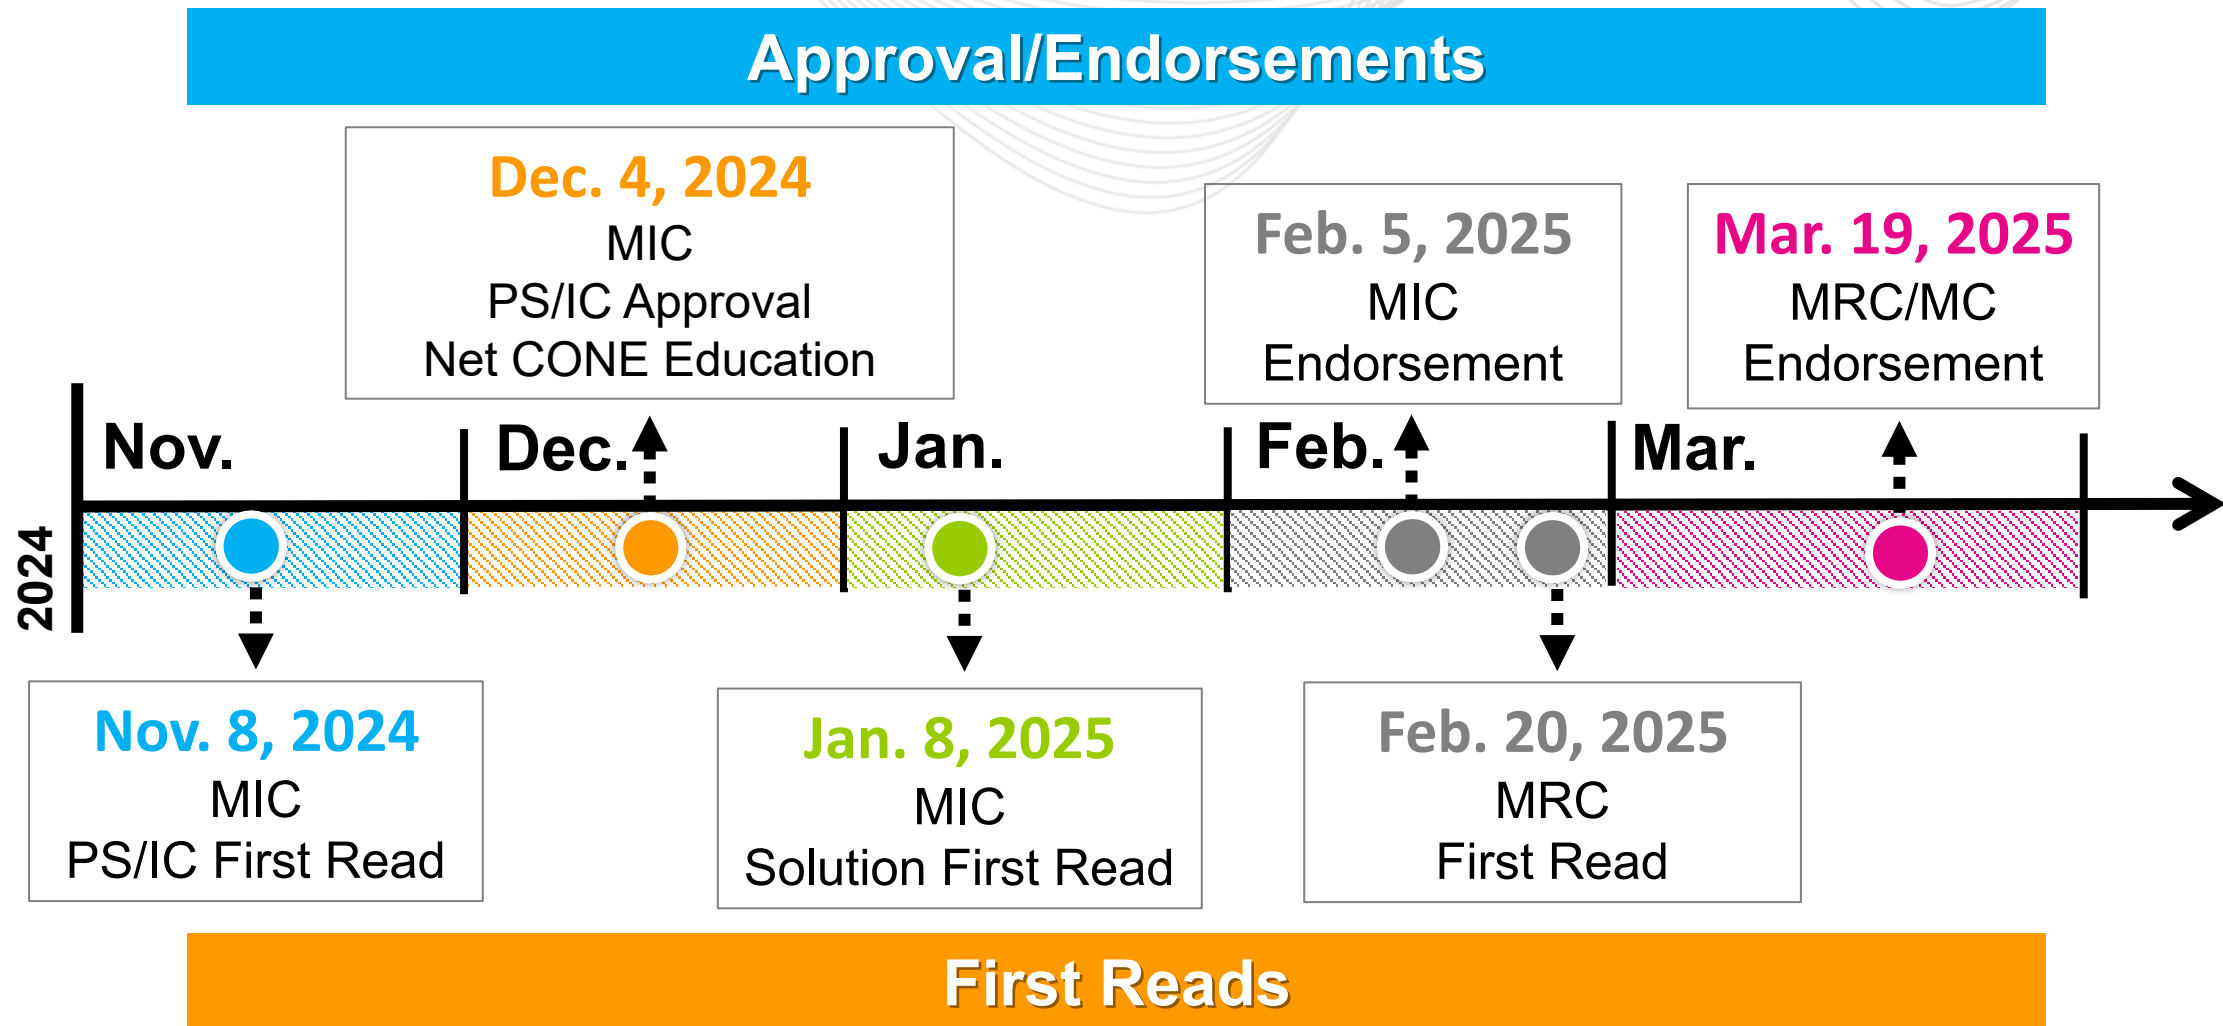 Approval/Endorsements
Dec. 4, 2024
MIC
PS/IC Approval
Net CONE Education
Feb. 5, 2025
MIC
Endorsement
Mar. 19, 2025
MRC/MC
Endorsement
2024
Nov.
Dec.
Jan.
Feb.
Mar.
Nov. 8, 2024
MIC
PS/IC First Read
Jan. 8, 2025
MIC
Solution First Read
Feb. 20, 2025
MRC
First Read
First Reads